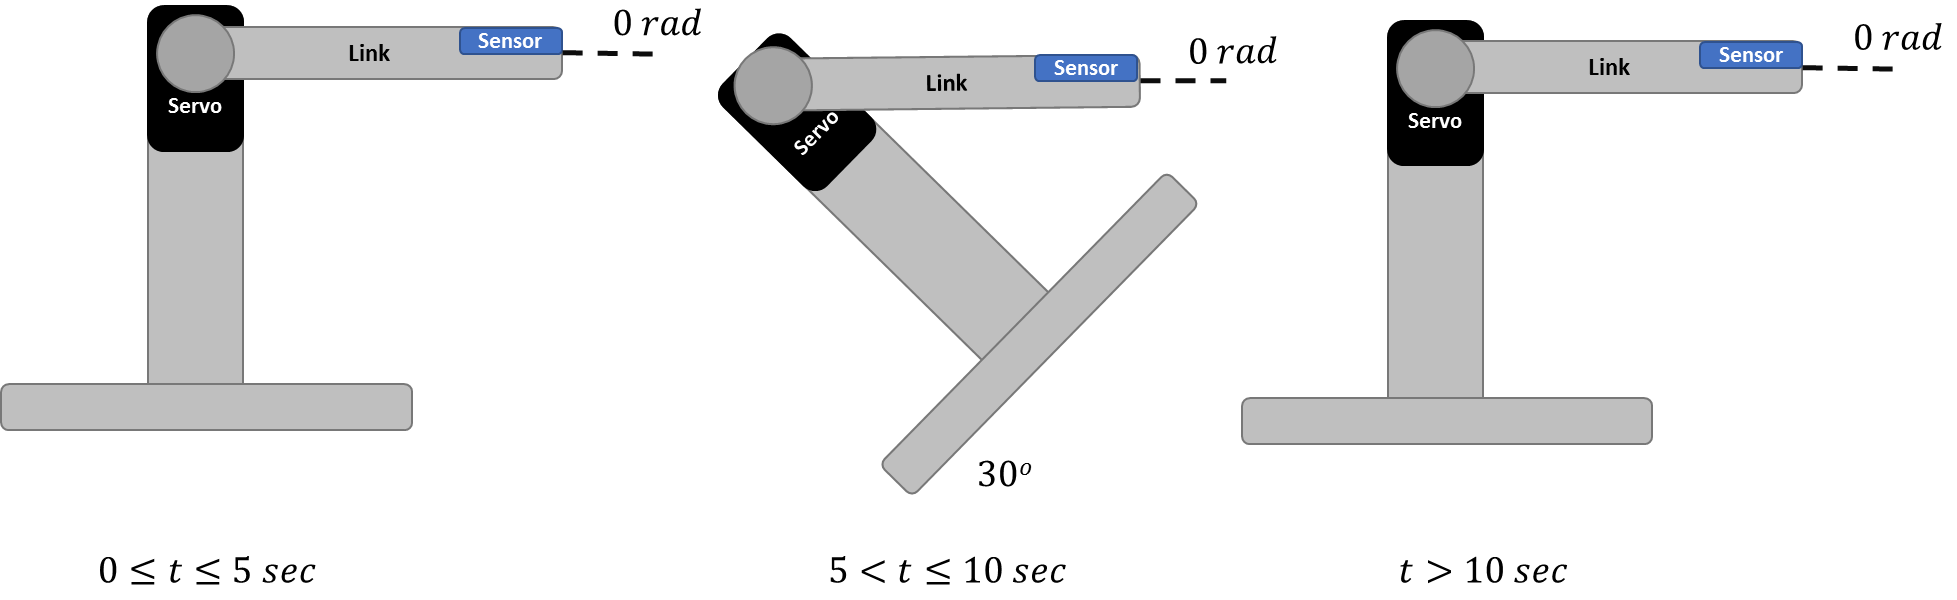 0 rad
Link
Sensor
Servo
0 ≤ t ≤ 5 sec
0 rad
Link
Sensor
Servo
30°
5 < t ≤ 10 sec
0 rad
Link
Sensor
Servo
t > 10 sec